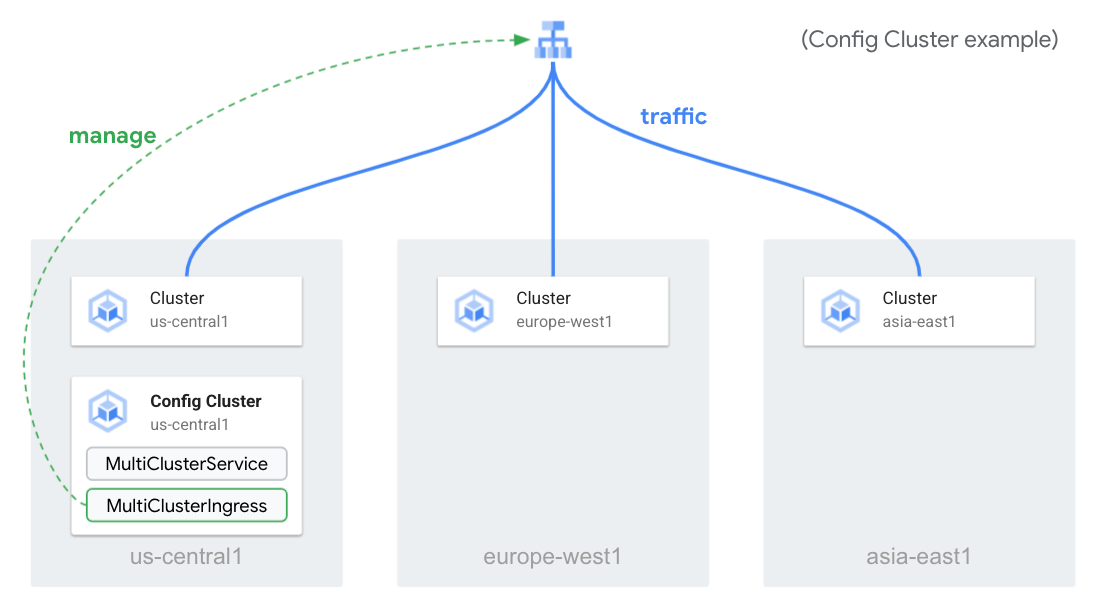 (Config Cluster example)
traffic
manage
Cluster
us-central1
Cluster
europe-west1
Cluster
asia-east1
Config Cluster
us-central1
MultiClusterService
MultiClusterIngress
us-central1
europe-west1
asia-east1